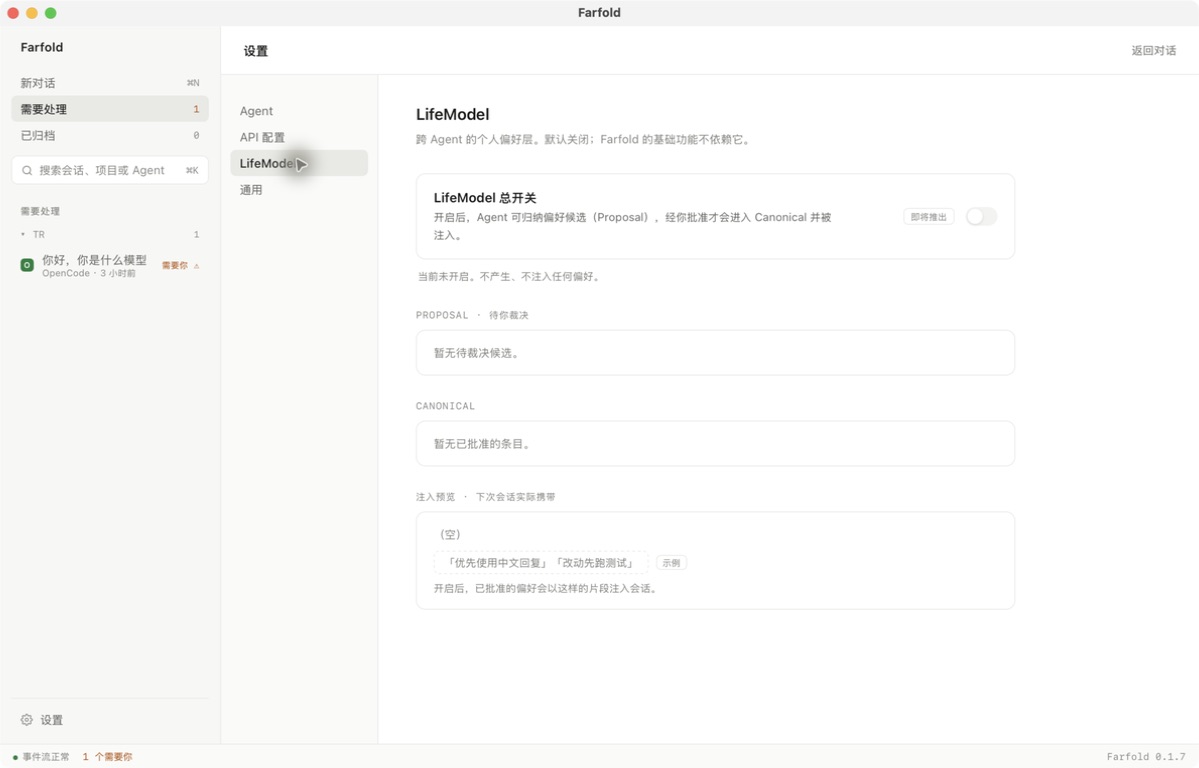 Farfold
Farfold
新对话 ⌘N
需要处理 1
已归档 0
搜索会话、项目或 Agent ⌘K
需要处理
• TR 1
你好，你是什么模型
OpenCode · 3 小时前
需要你 ⚠
设置
返回对话
Agent
API 配置
LifeModel
通用
LifeModel
跨 Agent 的个人偏好层。默认关闭；Farfold 的基础功能不依赖它。
LifeModel 总开关
开启后，Agent 可归纳偏好候选（Proposal），经你批准才会进入 Canonical 并被
注入。
即将推出
当前未开启。不产生、不注入任何偏好。
PROPOSAL · 待你裁决
暂无待裁决候选。
CANONICAL
暂无已批准的条目。
注入预览 · 下次会话实际携带
（空）
「优先使用中文回复」「改动先跑测试」 示例
开启后，已批准的偏好会以这样的片段注入会话。
设置
事件流正常 1 个需要你
Farfold 0.1.7